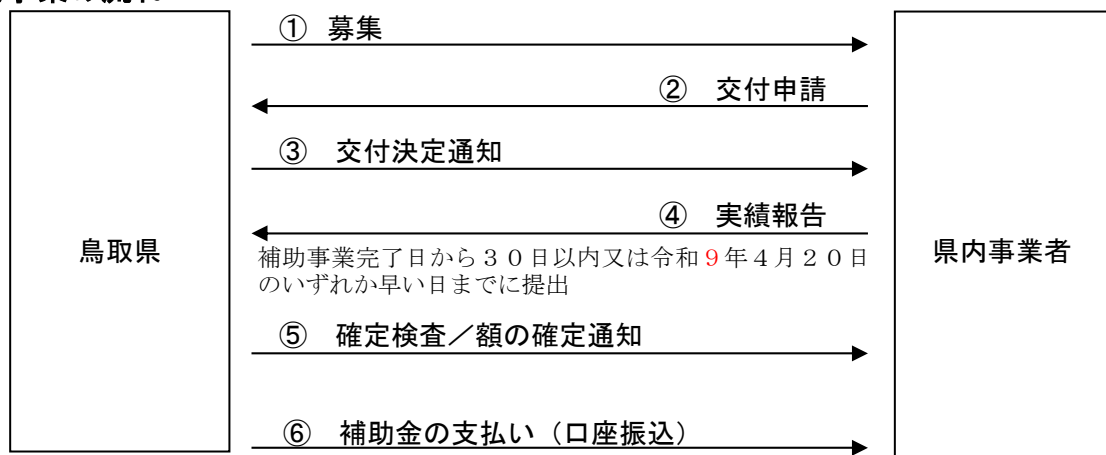 ① 募集
② 交付申請
③ 交付決定通知
④ 実績報告
鳥取県
県内事業者
補助事業完了日から３０日以内又は令和９年４月２０日
のいずれか早い日までに提出
⑤ 確定検査／額の確定通知
⑥ 補助金の支払い（口座振込）